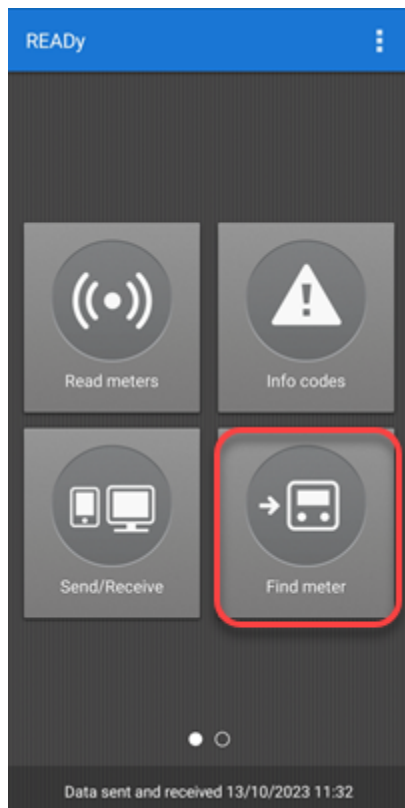 READy
Read meters
Info codes
Send/Receive
Find meter
Data sent and received 13/10/2023 11:32